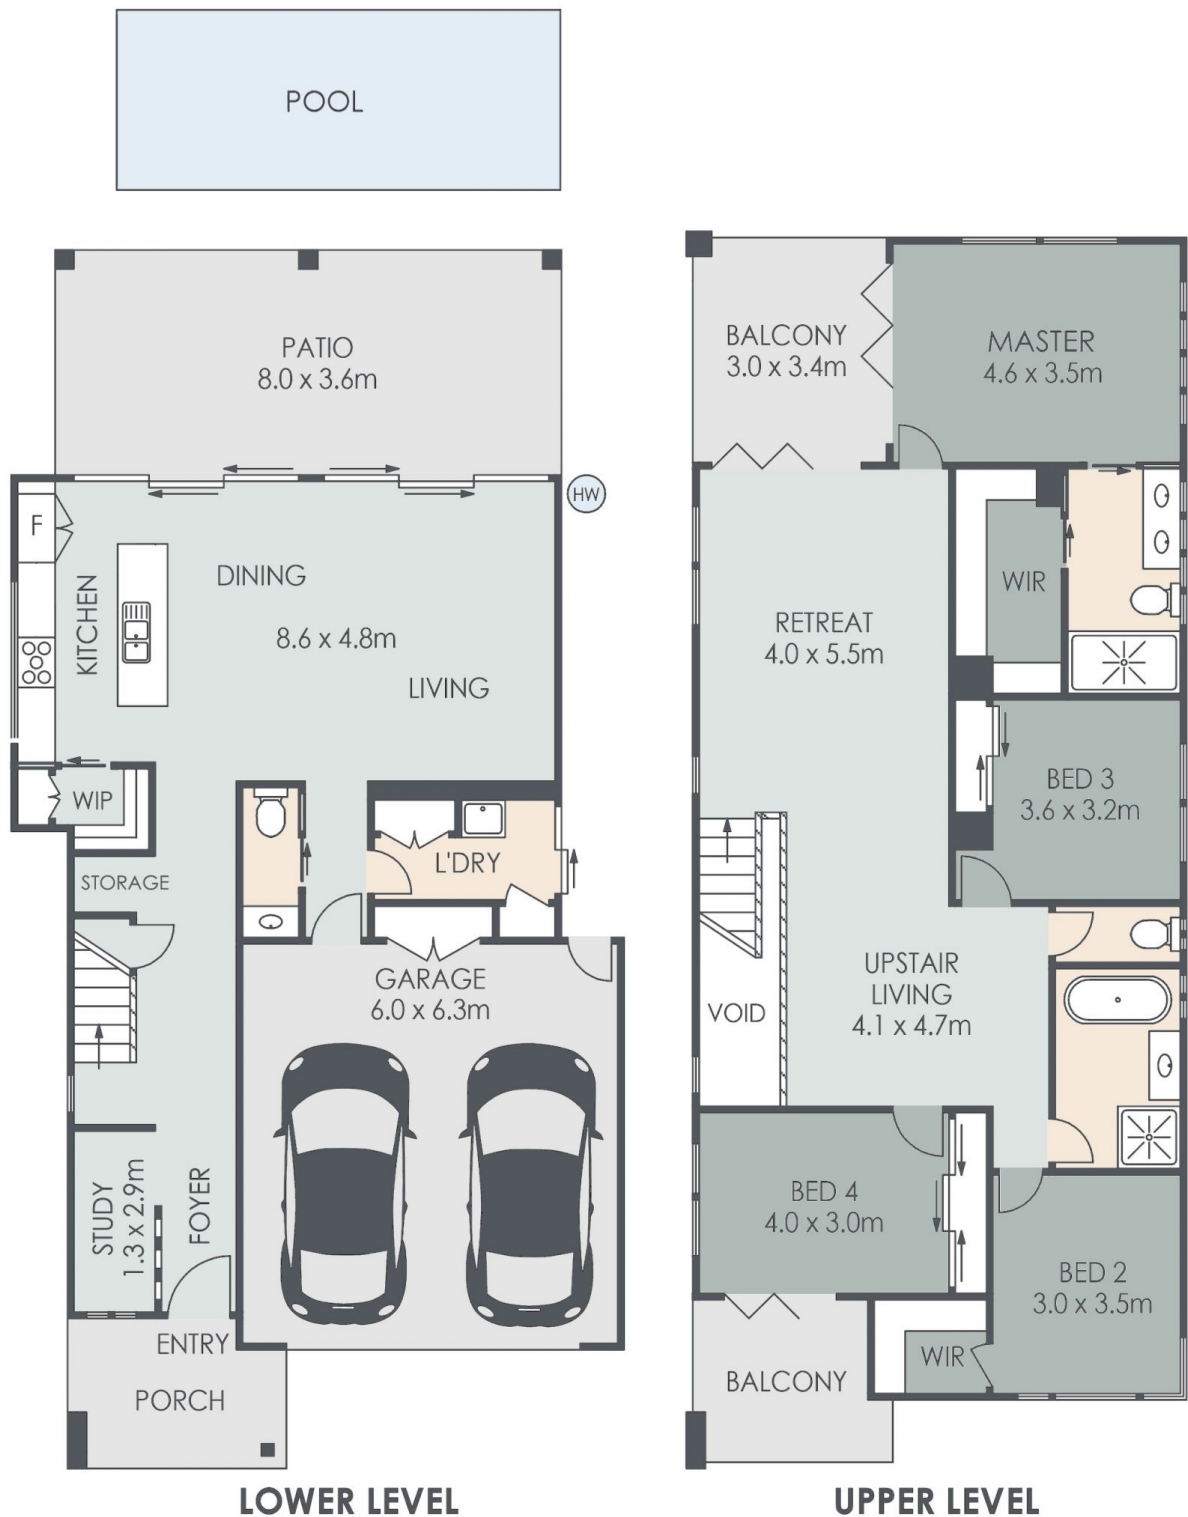 POOL
PATIO
8.0 x 3.6m
HW
F
KITCHEN
DINING
8.6 x 4.8m
LIVING
WIP
L'DRY
STORAGE
GARAGE
6.0 x 6.3m
STUDY
1.3 x 2.9m
FOYER
ENTRY
PORCH
LOWER LEVEL
BALCONY
3.0 x 3.4m
MASTER
4.6 x 3.5m
WIR
RETREAT
4.0 x 5.5m
BED 3
3.6 x 3.2m
UPSTAIR
LIVING
4.1 x 4.7m
VOID
BED 4
4.0 x 3.0m
BED 2
3.0 x 3.5m
WIR
BALCONY
UPPER LEVEL